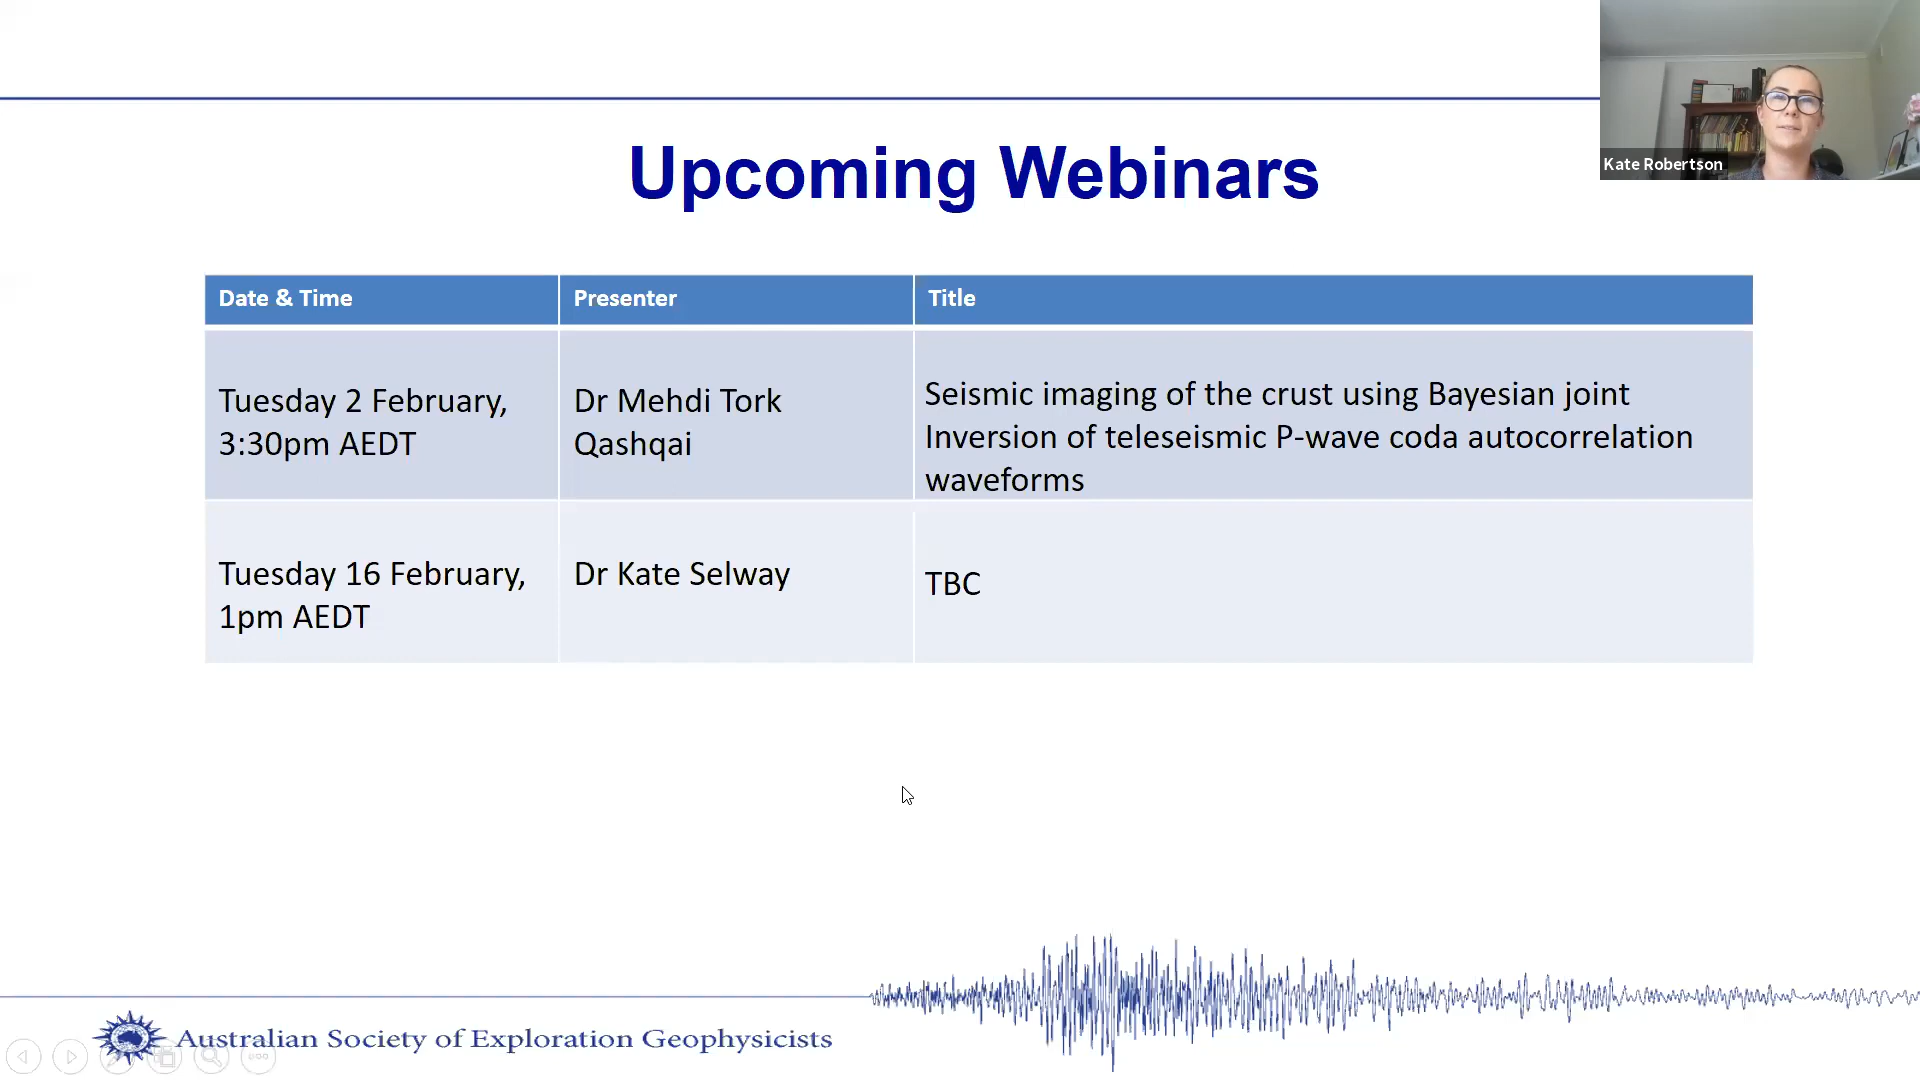 Kate Robertson
Upcoming Webinars
Date & Time
Presenter
Title
Tuesday 2 February,
3:30pm AEDT
Dr Mehdi Tork
Qashqai
Seismic imaging of the crust using Bayesian joint
Inversion of teleseismic P-wave coda autocorrelation
waveforms
Tuesday 16 February,
1pm AEDT
Dr Kate Selway
TBC
Australian Society of Exploration Geophysicists